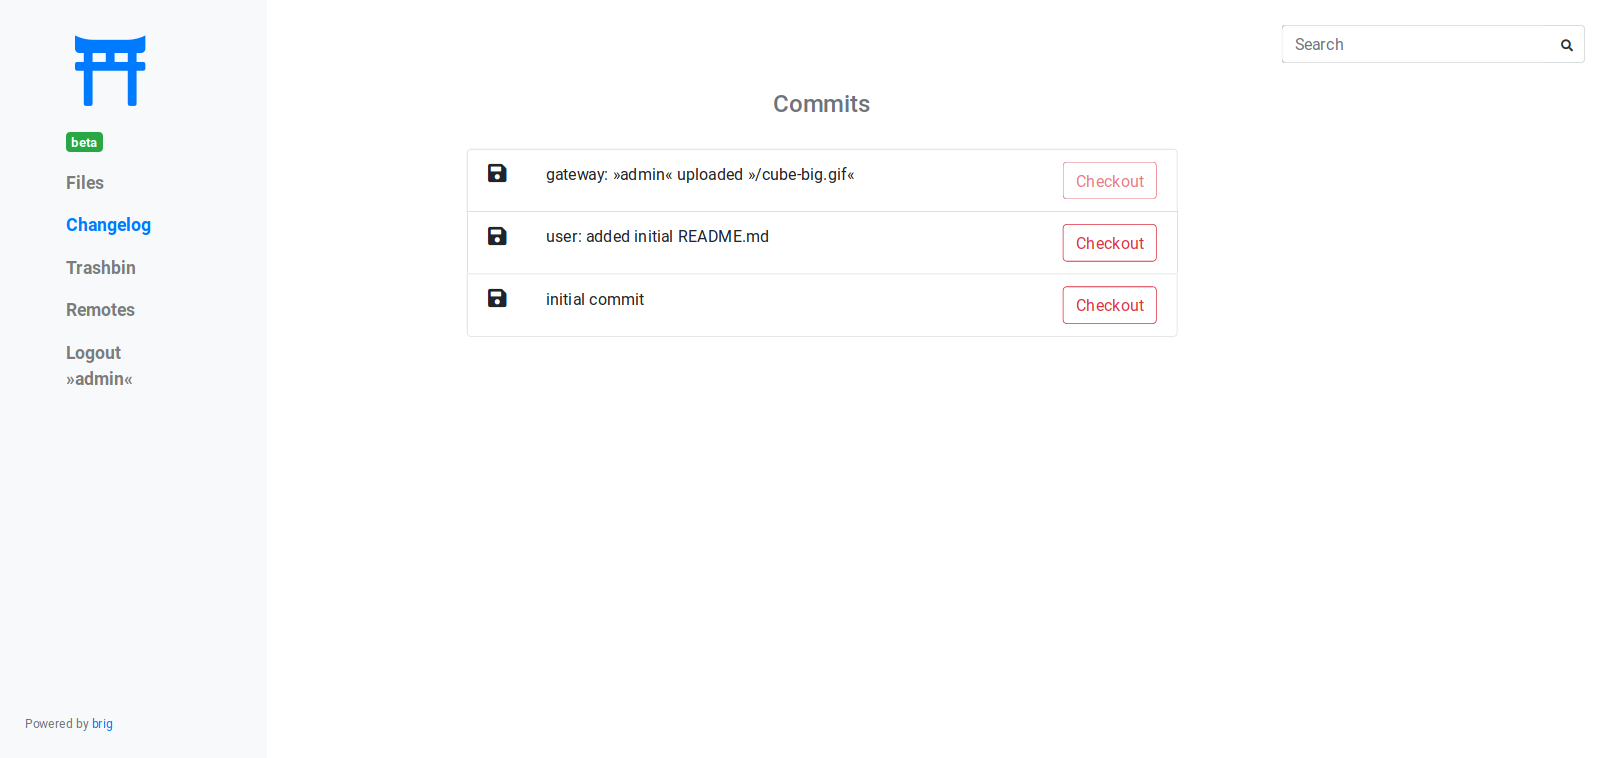 Search
Commits
beta
Files
Changelog
Trashbin
Remotes
Logout
»admin«
gateway: »admin« uploaded »/cube-big.gif«
Checkout
user: added initial README.md
Checkout
initial commit
Checkout
Powered by brig